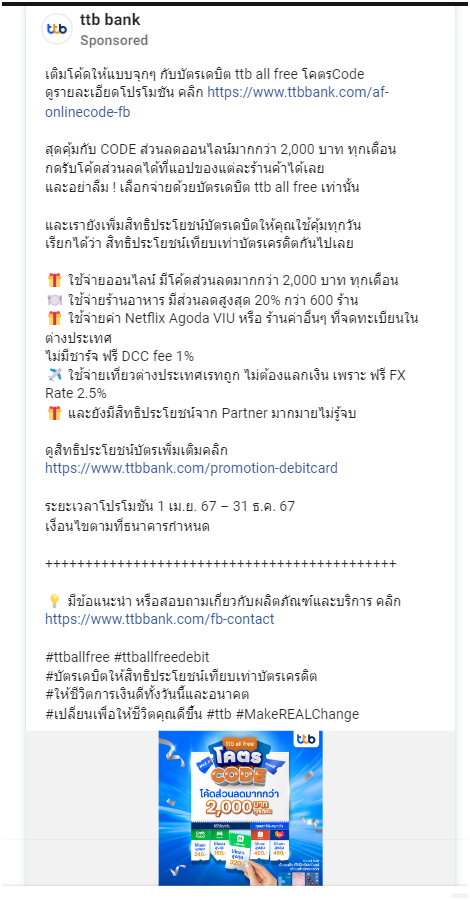 ttb
ttb bank
Sponsored
เติมโค้ดให้แบบจุกๆ กับบัตรเดบิต ttb all free โคตรCode
ดูรายละเอียดโปรโมชัน คลิก https://www.ttbbank.com/af-
onlinecode-fb
สุดคุ้มกับ CODE ส่วนลดออนไลน์มากกว่า 2,000 บาท ทุกเดือน
กดรับโค้ดส่วนลดได้ที่แอปของแต่ละร้านค้าได้เลย
และอย่าลืม ! เลือกจ่ายด้วยบัตรเดบิต ttb all free เท่านั้น
และเรายังเพิ่มสิทธิประโยชน์บัตรเดบิตให้คุณใช้คุ้มทุกวัน
เรียกได้ว่า สิทธิประโยชน์เทียบเท่าบัตรเครดิตกันไปเลย
🎁 ใช้จ่ายออนไลน์ มีโค้ดส่วนลดมากกว่า 2,000 บาท ทุกเดือน
🍽️ ใช้จ่ายร้านอาหาร มีส่วนลดสูงสุด 20% กว่า 600 ร้าน
🎁 ใช้จ่ายค่า Netflix Agoda VIU หรือ ร้านค่าอื่นๆ ที่จดทะเบียนใน
ต่างประเทศ
ไม่มีชาร์จ ฟรี DCC fee 1%
✈️ ใช้จ่ายเที่ยวต่างประเทศเรทถูก ไม่ต้องแลกเงิน เพราะ ฟรี FX
Rate 2.5%
🎁 และยังมีสิทธิประโยชน์จาก Partner มากมายไม่รู้จบ
ดูสิทธิประโยชน์บัตรเพิ่มเติมคลิก
https://www.ttbbank.com/promotion-debitcard
ระยะเวลาโปรโมชัน 1 เม.ย. 67 – 31 ธ.ค. 67
เงื่อนไขตามที่ธนาคารกำหนด
++++++++++++++++++++++++++++++++++++++++++++
💡 มีข้อแนะนำ หรือสอบถามเกี่ยวกับผลิตภัณฑ์และบริการ คลิก
https://www.ttbbank.com/fb-contact
#ttballfree #ttballfreedebit
#บัตรเดบิตให้สิทธิประโยชน์เทียบเท่าบัตรเครดิต
#ให้ชีวิตการเงินดีทั้งวันนี้และอนาคต
#เปลี่ยนเพื่อให้ชีวิตคุณดีขึ้น #ttb #MakeREALChange
ttb
ttb all free
โคตร
CODE
โค้ดส่วนลดมากกว่า
2,000 บาท